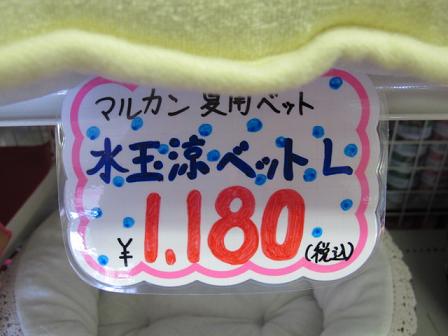 マルカン 夏用ベット
水玉涼ベットL
¥1.180(税込)